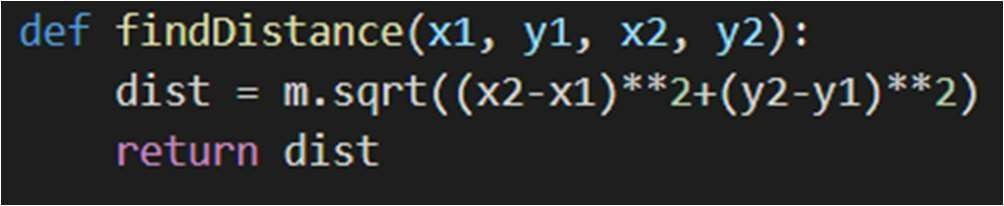 def findDistance(x1, y1, x2, y2):
    dist = m.sqrt((x2-x1)**2+(y2-y1)**2)
    return dist